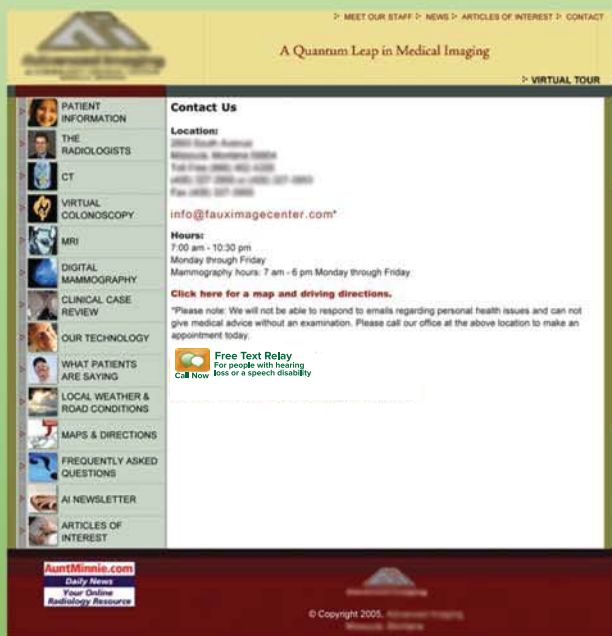 MEET OUR STAFF NEWS ARTICLES OF INTEREST CONTACT
A Quantum Leap in Medical Imaging
VIRTUAL TOUR
PATIENT
INFORMATION
THE
RADIOLOGISTS
CT
VIRTUAL
COLONOSCOPY
MRI
DIGITAL
MAMMOGRAPHY
CLINICAL CASE
REVIEW
OUR TECHNOLOGY
WHAT PATIENTS
ARE SAYING
LOCAL WEATHER &
ROAD CONDITIONS
MAPS & DIRECTIONS
FREQUENTLY ASKED
QUESTIONS
AI NEWSLETTER
ARTICLES OF
INTEREST
Contact Us
Location:
info@fauximagecenter.com*
Hours:
7:00 am - 10:30 pm
Monday through Friday
Mammography hours: 7 am - 6 pm Monday through Friday
Click here for a map and driving directions.
*Please note: We will not be able to respond to emails regarding personal health issues and can not
give medical advice without an examination. Please call our office at the above location to make an
appointment today.
Free Text Relay
For people with hearing
loss or a speech disability
Call Now
AuntMinnie.com
Daily News
Your Online
Radiology Resource
© Copyright 2005,